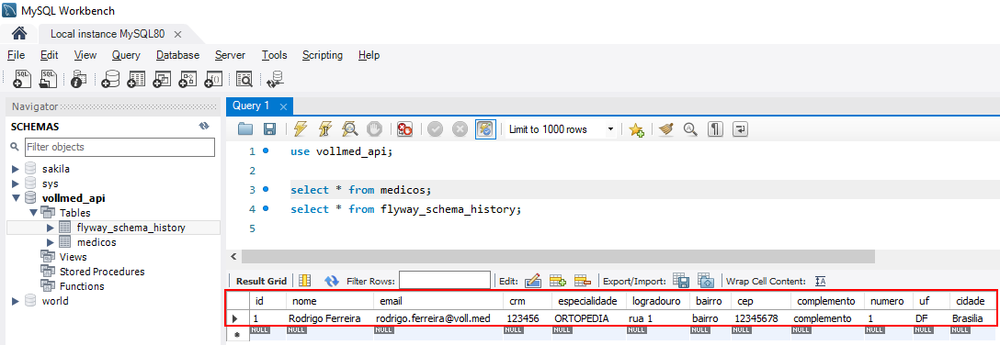 MySQL Workbench
Local instance MySQL80
File Edit View Query Database Server Tools Scripting Help
Navigator
SCHEMAS
Filter objects
sakila
sys
vollmed_api
Tables
flyway_schema_history
medicos
Views
Stored Procedures
Functions
world
Query 1
Limit to 1000 rows
1 use vollmed_api;
2
3 select * from medicos;
4 select * from flyway_schema_history;
5
Result Grid Filter Rows: Edit: Export/Import: Wrap Cell Content:
id nome email crm especialidade logradouro bairro cep complemento numero uf cidade
1 Rodrigo Ferreira rodrigo.ferreira@voll.med 123456 ORTOPEDIA rua 1 bairro 12345678 complemento 1 DF Brasilia
NULL NULL NULL NULL NULL NULL NULL NULL NULL NULL NULL NULL